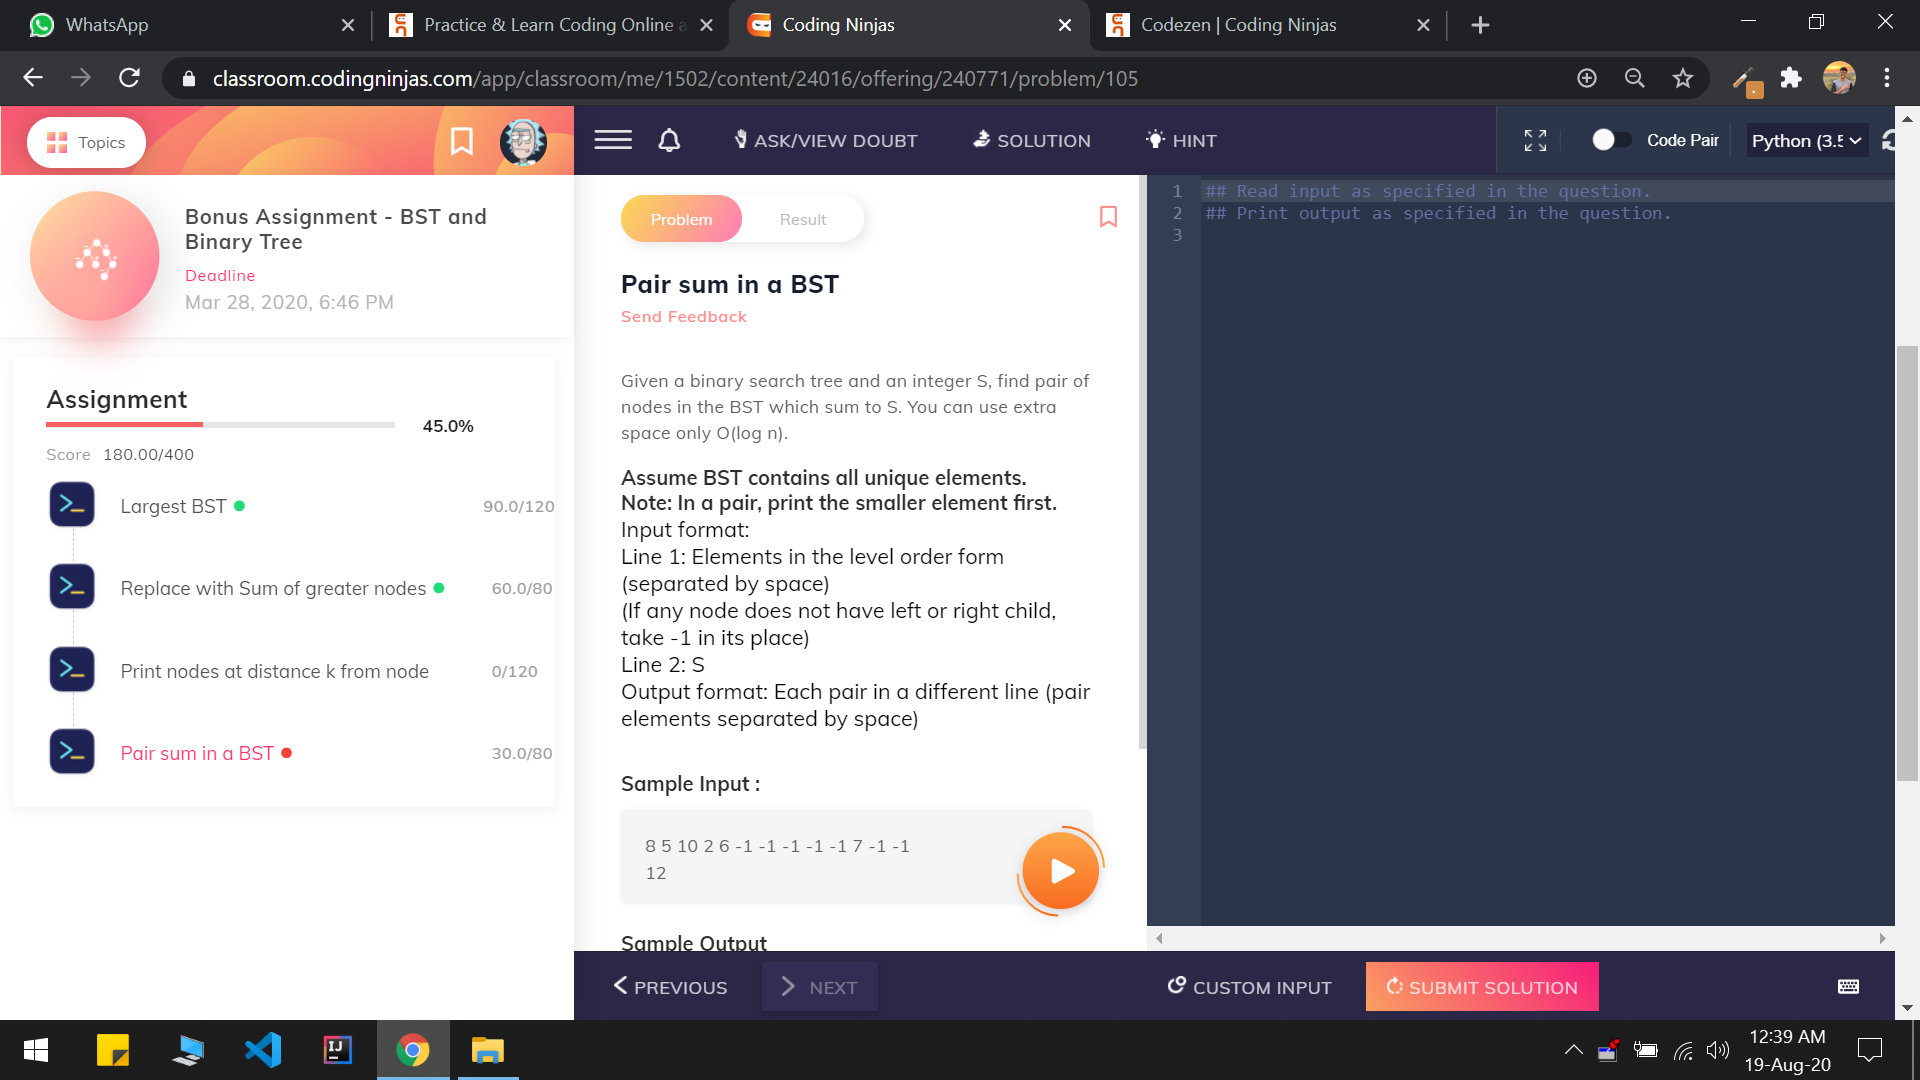 WhatsApp
Practice & Learn Coding Online a
Coding Ninjas
Codezen | Coding Ninjas
classroom.codingninjas.com/app/classroom/me/1502/content/24016/offering/240771/problem/105
Topics
ASK/VIEW DOUBT
SOLUTION
HINT
Code Pair
Python (3.5
Bonus Assignment - BST and
Binary Tree
Deadline
Mar 28, 2020, 6:46 PM
Assignment
45.0%
Score 180.00/400
Largest BST 90.0/120
Replace with Sum of greater nodes 60.0/80
Print nodes at distance k from node 0/120
Pair sum in a BST 30.0/80
Problem
Result
Pair sum in a BST
Send Feedback
Given a binary search tree and an integer S, find pair of
nodes in the BST which sum to S. You can use extra
space only O(log n).
Assume BST contains all unique elements.
Note: In a pair, print the smaller element first.
Input format:
Line 1: Elements in the level order form
(separated by space)
(If any node does not have left or right child,
take -1 in its place)
Line 2: S
Output format: Each pair in a different line (pair
elements separated by space)
Sample Input :
8 5 10 2 6 -1 -1 -1 -1 -1 7 -1 -1
12
Sample Output
1 ## Read input as specified in the question.
2 ## Print output as specified in the question.
3
PREVIOUS
NEXT
CUSTOM INPUT
SUBMIT SOLUTION
IJ
12:39 AM
19-Aug-20